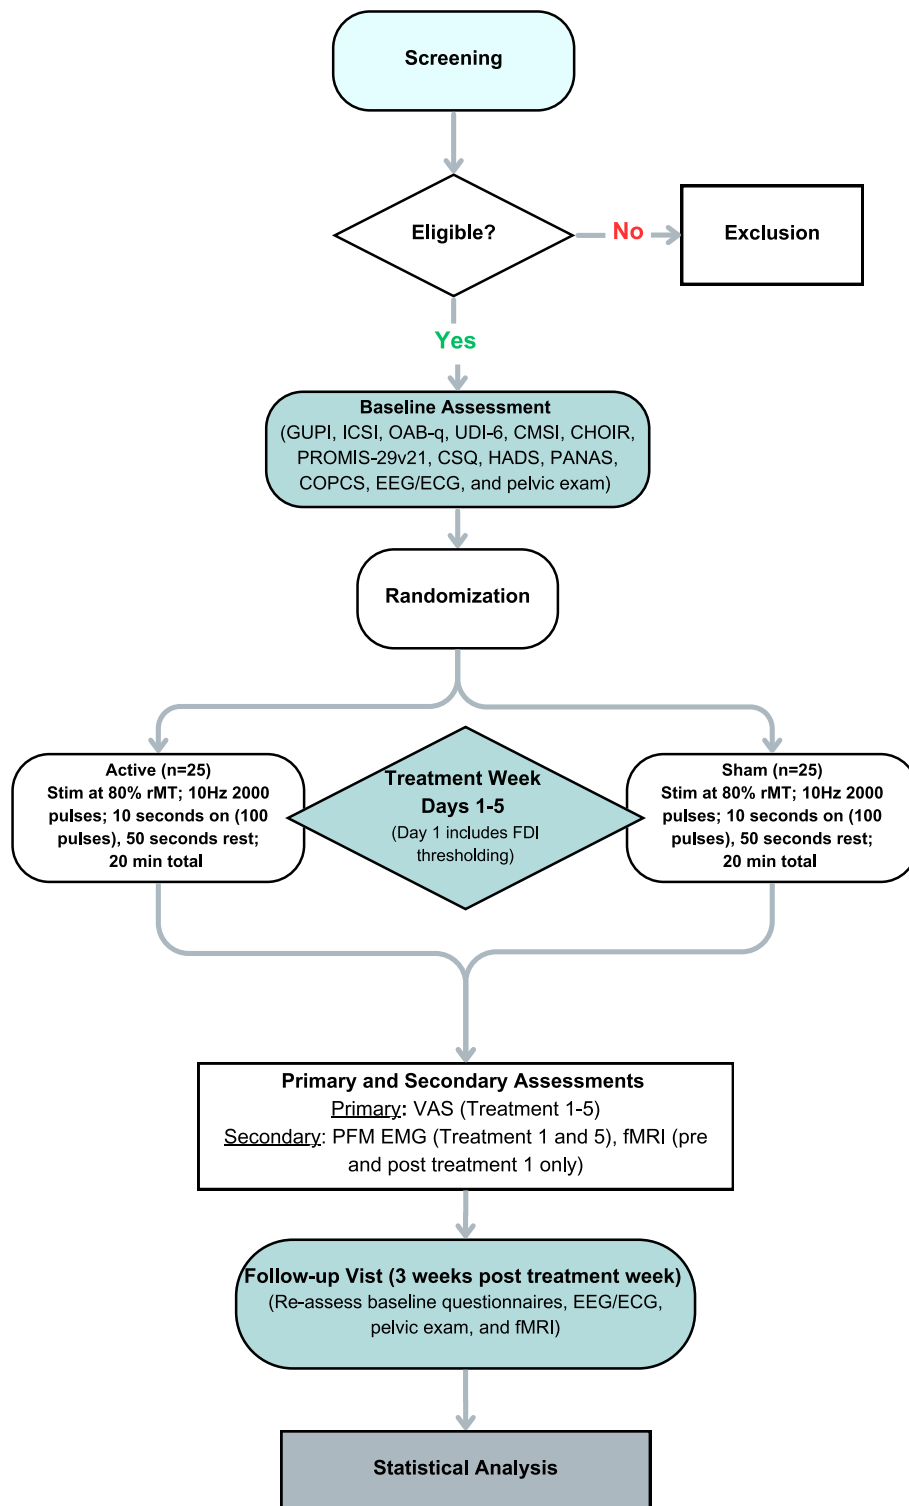 Screening
Eligible?
No
Exclusion
Yes
Baseline Assessment
(GUPI, ICSI, OAB-q, UDI-6, CMSI, CHOIR,
PROMIS-29v21, CSQ, HADS, PANAS,
COPCS, EEG/ECG, and pelvic exam)
Randomization
Active (n=25)
Stim at 80% rMT; 10Hz 2000
pulses; 10 seconds on (100
pulses), 50 seconds rest;
20 min total
Treatment Week
Days 1-5
(Day 1 includes FDI
thresholding)
Sham (n=25)
Stim at 80% rMT; 10Hz 2000
pulses; 10 seconds on (100
pulses), 50 seconds rest;
20 min total
Primary and Secondary Assessments
Primary: VAS (Treatment 1-5)
Secondary: PFM EMG (Treatment 1 and 5), fMRI (pre
and post treatment 1 only)
Follow-up Vist (3 weeks post treatment week)
(Re-assess baseline questionnaires, EEG/ECG,
pelvic exam, and fMRI)
Statistical Analysis